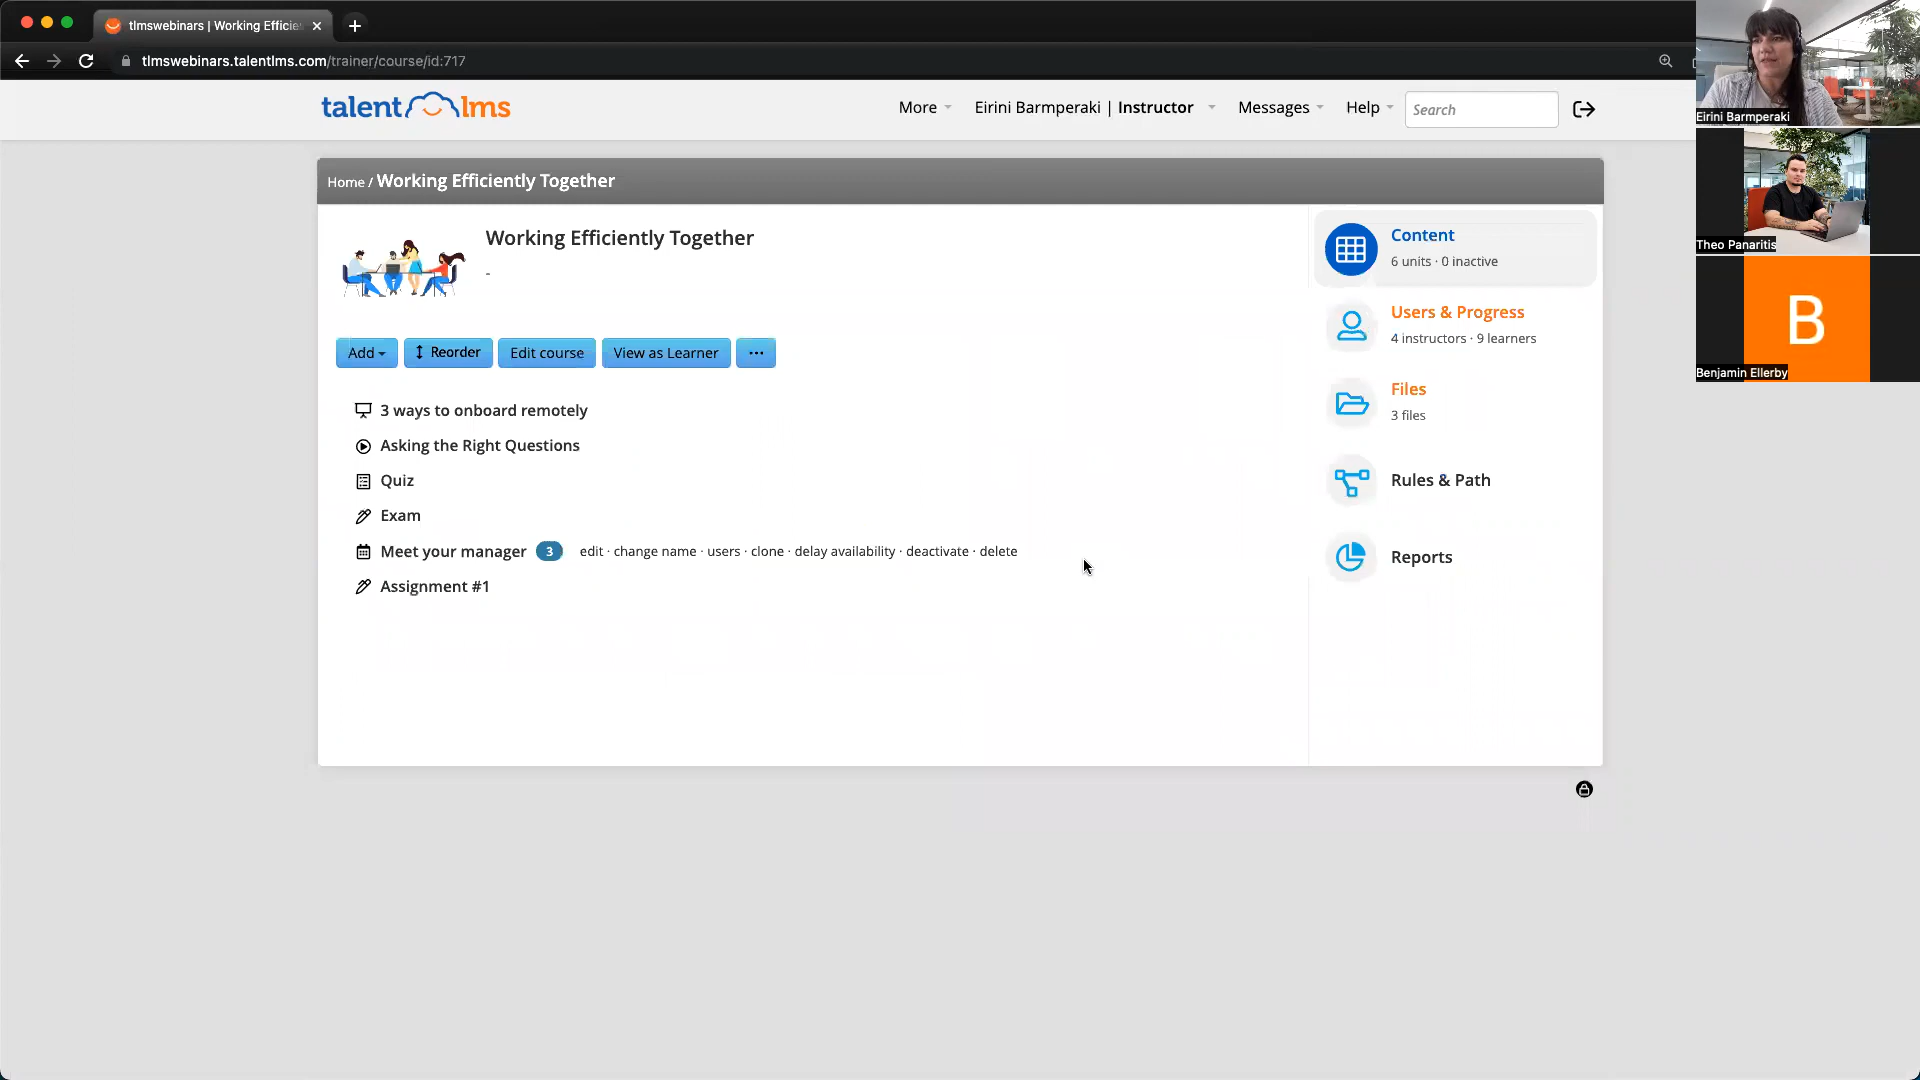 tlmswebinars | Working Efficie
tlmswebinars.talentlms.com/trainer/course/id:717
talentlms
More
Eirini Barmperaki | Instructor
Messages
Help
Search
Home / Working Efficiently Together
Working Efficiently Together
-
Add
Reorder
Edit course
View as Learner
...
3 ways to onboard remotely
Asking the Right Questions
Quiz
Exam
Meet your manager 3 edit · change name · users · clone · delay availability · deactivate · delete
Assignment #1
Content
6 units · 0 inactive
Users & Progress
4 instructors · 9 learners
Files
3 files
Rules & Path
Reports
Eirini Barmperaki
Theo Panaritis
B
Benjamin Ellerby